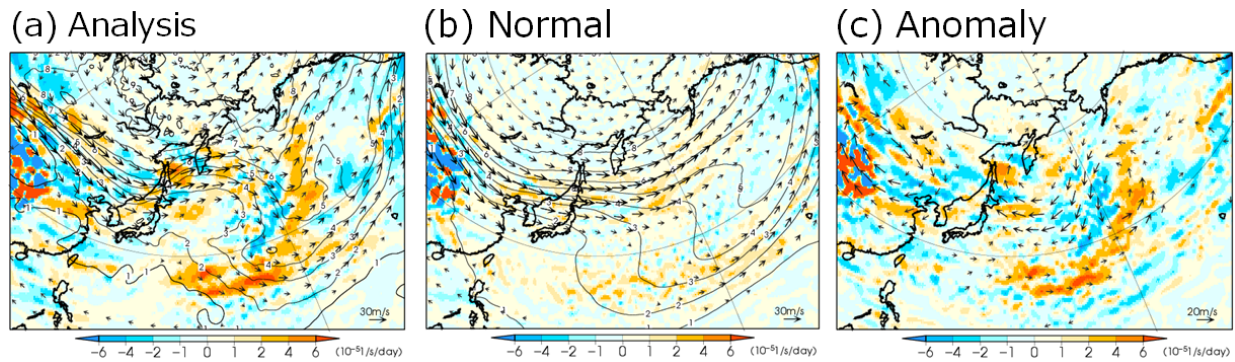 (a) Analysis
(b) Normal
(c) Anomaly
30m/s
30m/s
20m/s
-6 -4 -2 -1 0 1 2 4 6 (10⁻⁵1/s/day)
-6 -4 -2 -1 0 1 2 4 6 (10⁻⁵1/s/day)
-6 -4 -2 -1 0 1 2 4 6 (10⁻⁵1/s/day)